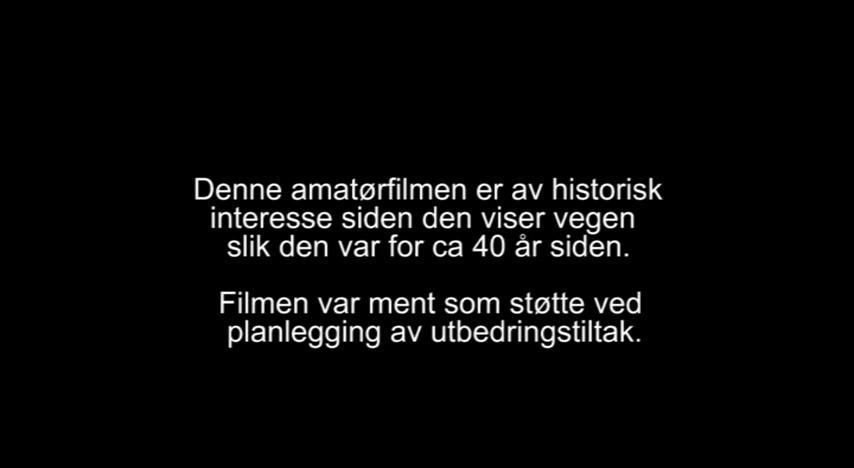 Denne amatørfilmen er av historisk
interesse siden den viser vegen
slik den var for ca 40 år siden.
Filmen var ment som støtte ved
planlegging av utbedringstiltak.